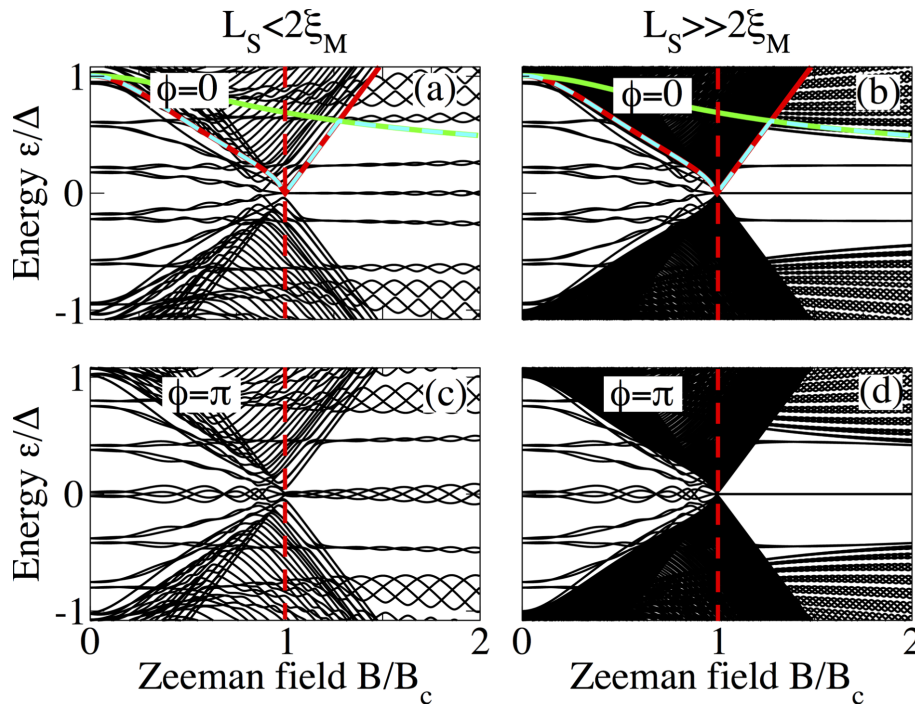 L_S<2ξ_M
L_S>>2ξ_M
Energy ε/Δ
1
0
-1
ϕ=0
(a)
ϕ=0
(b)
Energy ε/Δ
1
0
-1
ϕ=π
(c)
ϕ=π
(d)
0
1
2
0
1
2
Zeeman field B/B_c
Zeeman field B/B_c